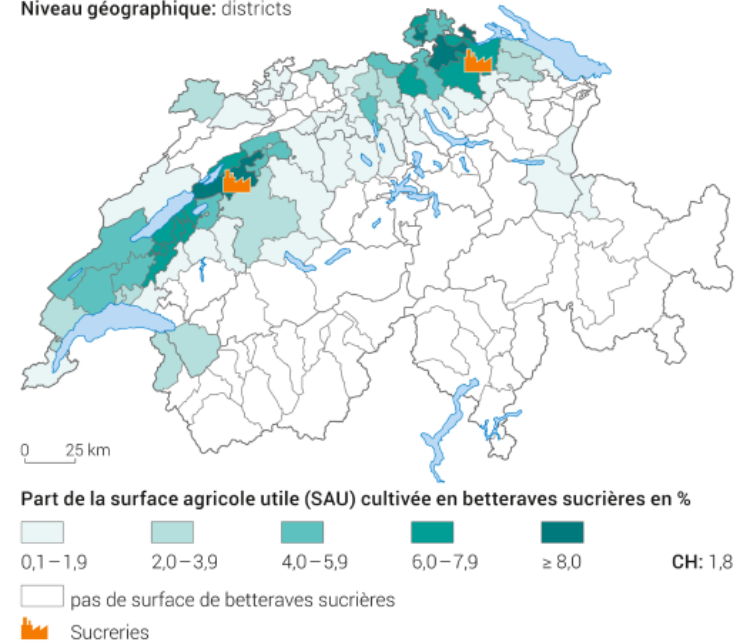 Niveau géographique: districts
0 25 km
Part de la surface agricole utile (SAU) cultivée en betteraves sucrières en %
0,1–1,9 2,0–3,9 4,0–5,9 6,0–7,9 ≥ 8,0 CH: 1,8
pas de surface de betteraves sucrières
Sucreries